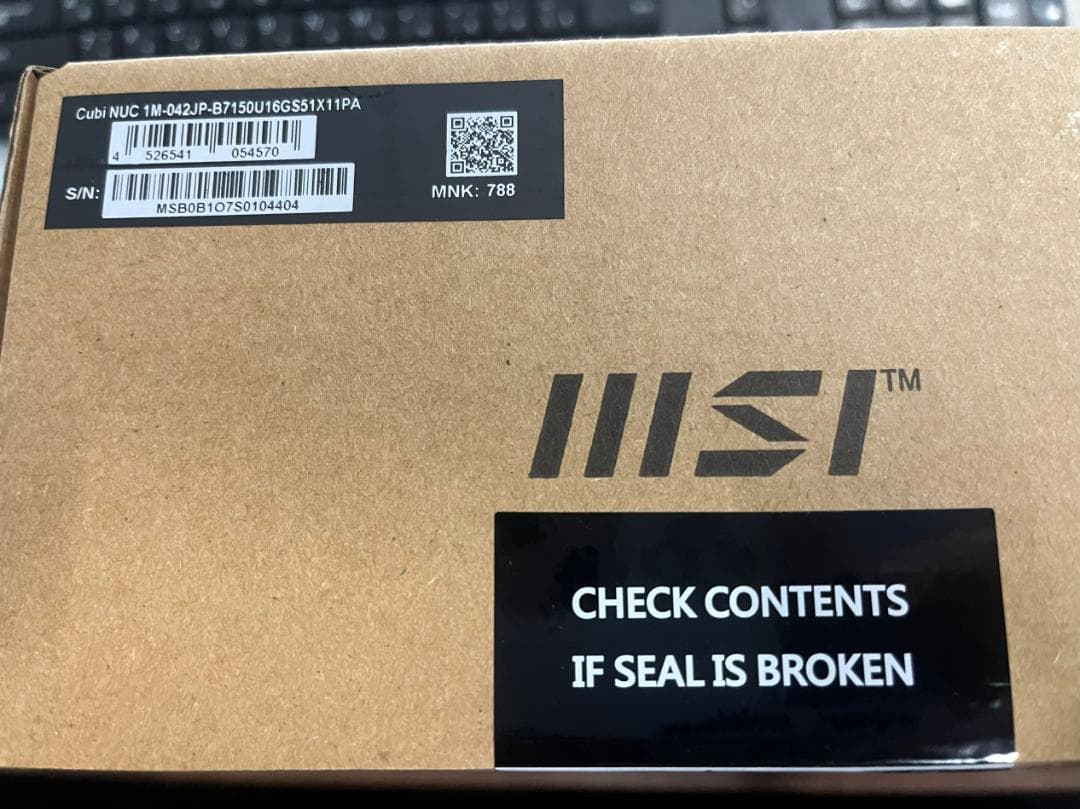 Cubi NUC 1M-042JP-B7150U16GS51X11PA
4 526541 054570
S/N:
MSB0B1O7S0104404
MNK: 788
msi™
CHECK CONTENTS
IF SEAL IS BROKEN